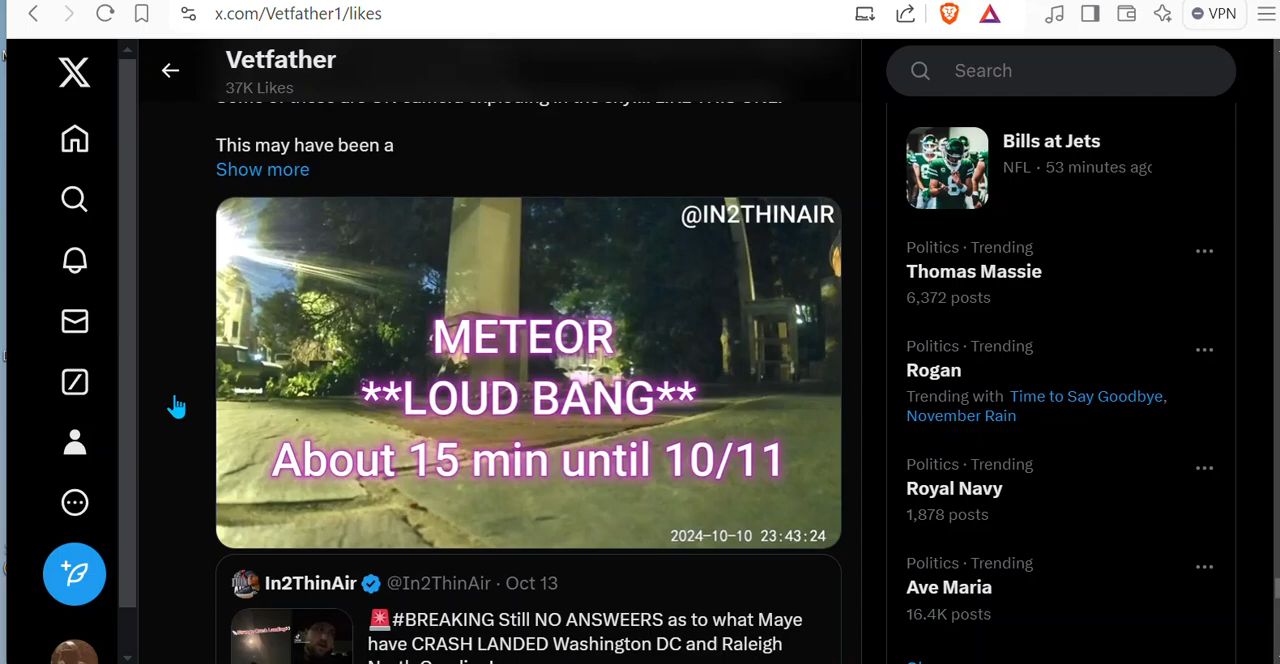 x.com/Vetfather1/likes
VPN
Vetfather
37K Likes
Search
This may have been a
Show more
@IN2THINAIR
METEOR
**LOUD BANG**
About 15 min until 10/11
2024-10-10 23:43:24
In2ThinAir @In2ThinAir · Oct 13
🚨#BREAKING Still NO ANSWEERS as to what Maye
have CRASH LANDED Washington DC and Raleigh
Bills at Jets
NFL · 53 minutes agc
Politics · Trending
Thomas Massie
6,372 posts
Politics · Trending
Rogan
Trending with Time to Say Goodbye,
November Rain
Politics · Trending
Royal Navy
1,878 posts
Politics · Trending
Ave Maria
16.4K posts